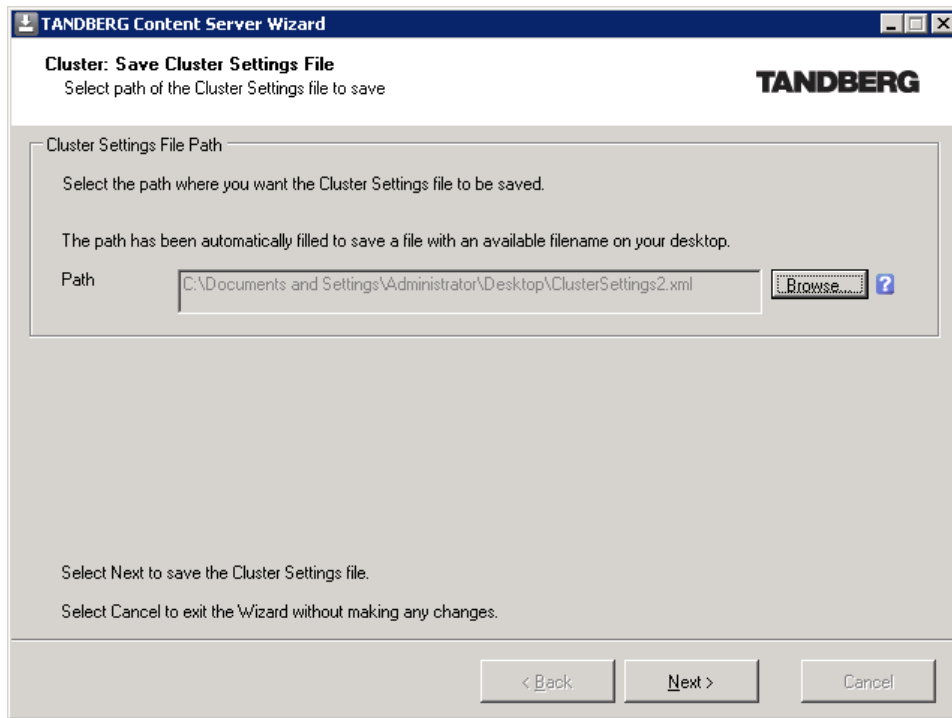 TANDBERG Content Server Wizard
Cluster: Save Cluster Settings File
Select path of the Cluster Settings file to save
TANDBERG
Cluster Settings File Path
Select the path where you want the Cluster Settings file to be saved.
The path has been automatically filled to save a file with an available filename on your desktop.
Path
C:\Documents and Settings\Administrator\Desktop\ClusterSettings2.xml
Browse.... ?
Select Next to save the Cluster Settings file.
Select Cancel to exit the Wizard without making any changes.
< Back Next > Cancel